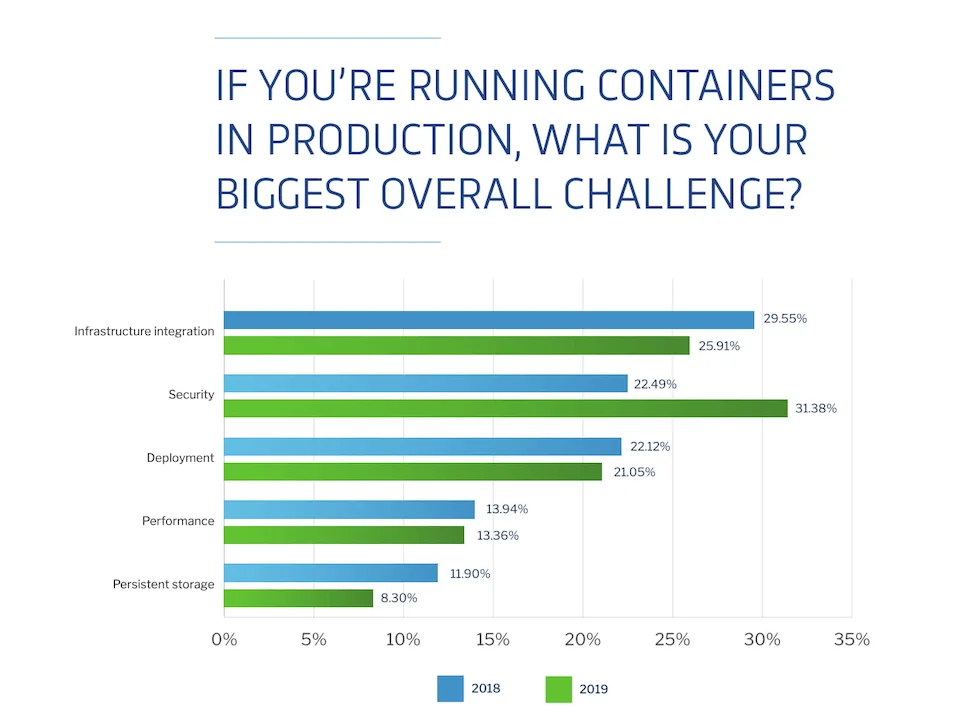 IF YOU’RE RUNNING CONTAINERS
IN PRODUCTION, WHAT IS YOUR
BIGGEST OVERALL CHALLENGE?
Infrastructure integration
29.55%
25.91%
Security
22.49%
31.38%
Deployment
22.12%
21.05%
Performance
13.94%
13.36%
Persistent storage
11.90%
8.30%
0% 5% 10% 15% 20% 25% 30% 35%
2018 2019